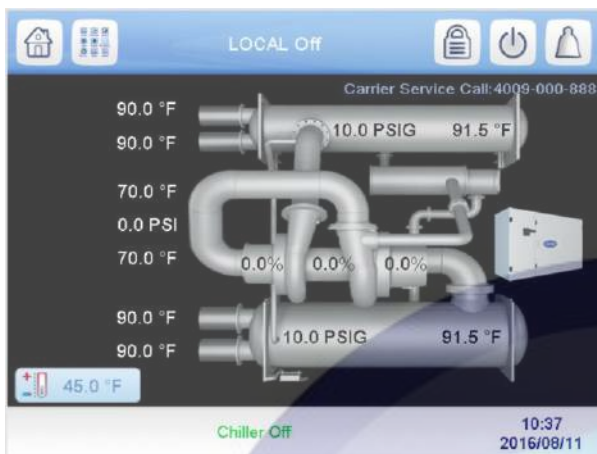 LOCAL Off
Carrier Service Call:4009-000-888
90.0 °F
10.0 PSIG 91.5 °F
90.0 °F
70.0 °F
0.0 PSI
70.0 °F
0.0% 0.0% 0.0%
90.0 °F
10.0 PSIG 91.5 °F
90.0 °F
45.0 °F
Chiller Off
10:37
2016/08/11